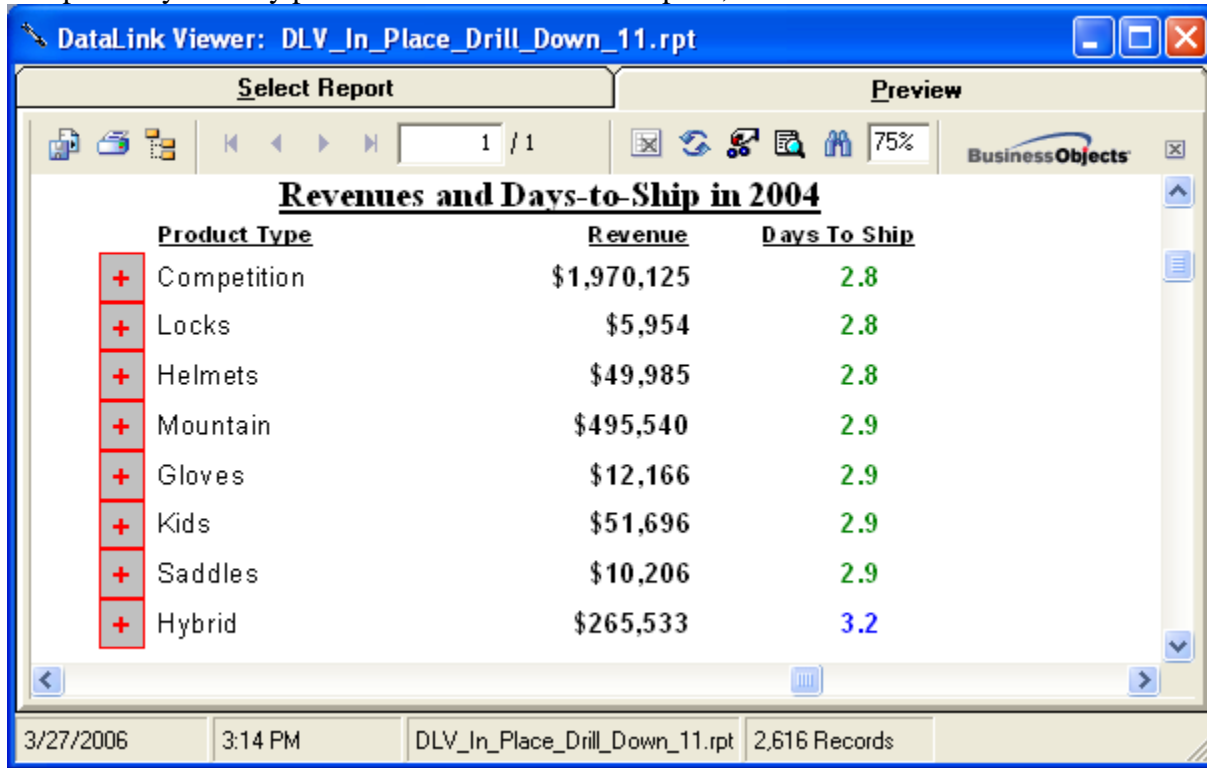 DataLink Viewer: DLV_In_Place_Drill_Down_11.rpt
Select Report Preview
1 / 1 75% BusinessObjects
Revenues and Days-to-Ship in 2004
Product Type Revenue Days To Ship
+ Competition $1,970,125 2.8
+ Locks $5,954 2.8
+ Helmets $49,985 2.8
+ Mountain $495,540 2.9
+ Gloves $12,166 2.9
+ Kids $51,696 2.9
+ Saddles $10,206 2.9
+ Hybrid $265,533 3.2
3/27/2006 3:14 PM DLV_In_Place_Drill_Down_11.rpt 2,616 Records